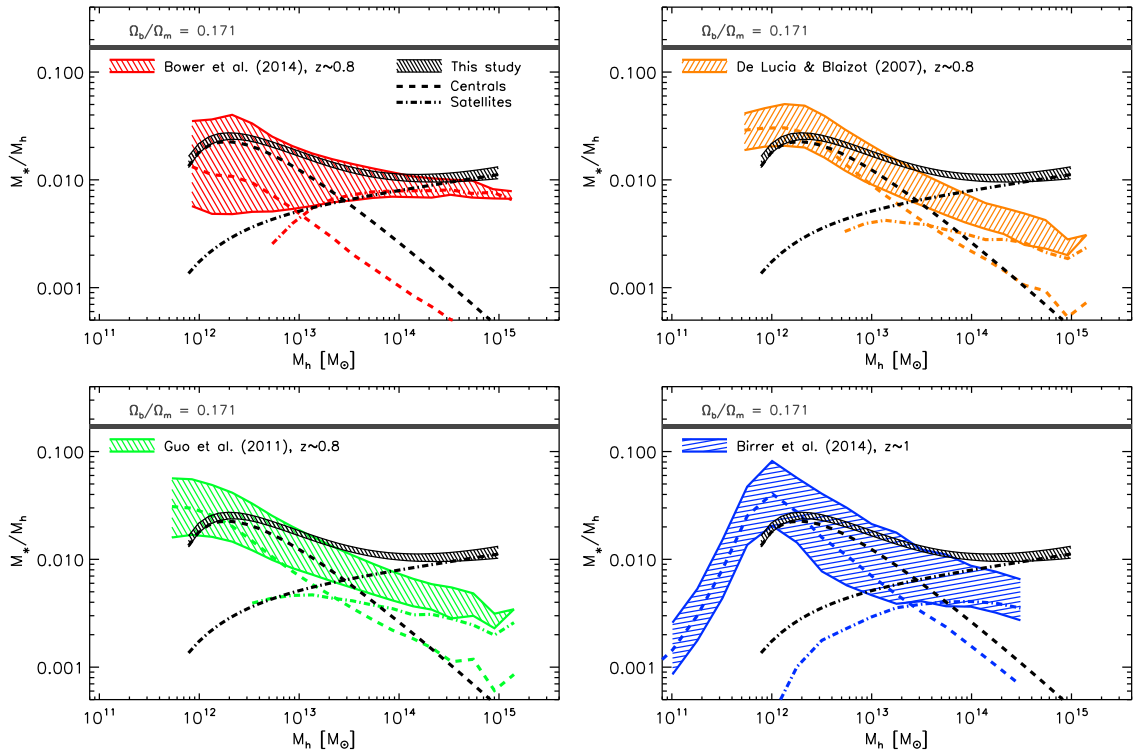 Ω_b/Ω_m = 0.171
Bower et al. (2014), z~0.8
This study
Centrals
Satellites
0.100
0.010
0.001
M_*/M_h
10^11 10^12 10^13 10^14 10^15
M_h [M_⊙]
Ω_b/Ω_m = 0.171
De Lucia & Blaizot (2007), z~0.8
0.100
0.010
0.001
M_*/M_h
10^11 10^12 10^13 10^14 10^15
M_h [M_⊙]
Ω_b/Ω_m = 0.171
Guo et al. (2011), z~0.8
0.100
0.010
0.001
M_*/M_h
10^11 10^12 10^13 10^14 10^15
M_h [M_⊙]
Ω_b/Ω_m = 0.171
Birrer et al. (2014), z~1
0.100
0.010
0.001
M_*/M_h
10^11 10^12 10^13 10^14 10^15
M_h [M_⊙]